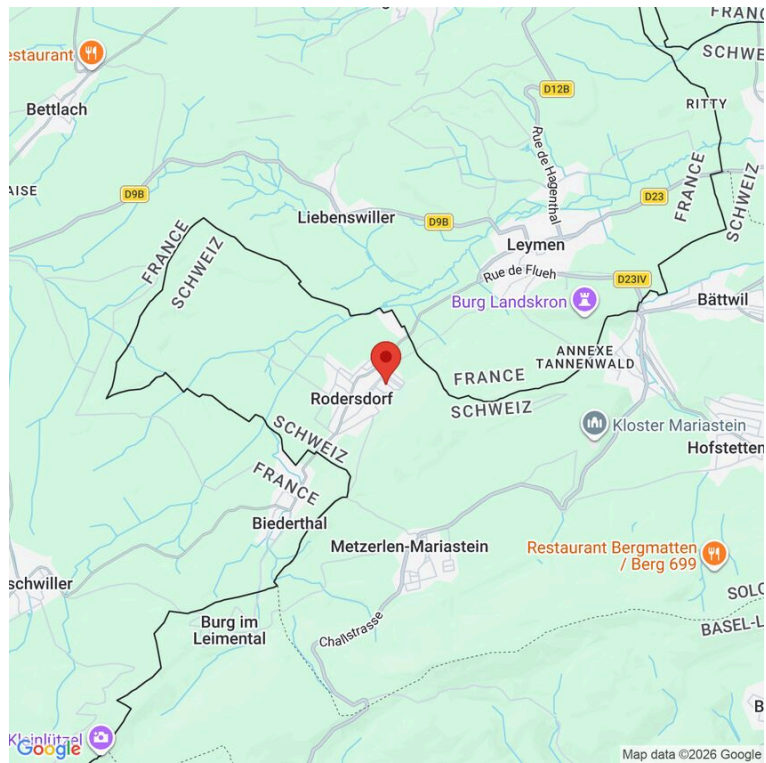 FRANC
SCHWE
estaurant
Bettlach
D12B
RITTY
Rue de Hagenthal
FRANCE
SCHWEIZ
AISE
D9B
D23
Liebenswiller
D9B
Leymen
FRANCE
SCHWEIZ
Rue de Flueh
D23IV
Burg Landskron
Bättwil
ANNEXE
TANNENWALD
FRANCE
SCHWEIZ
Rodersdorf
Kloster Mariastein
Hofstetten
SCHWEIZ
FRANCE
Biederthal
Metzerlen-Mariastein
Restaurant Bergmatten
/ Berg 699
schwiller
SOLO
BASEL-L
Burg im
Leimental
Challstrasse
B
Kleinlützel
Google
Map data ©2026 Google